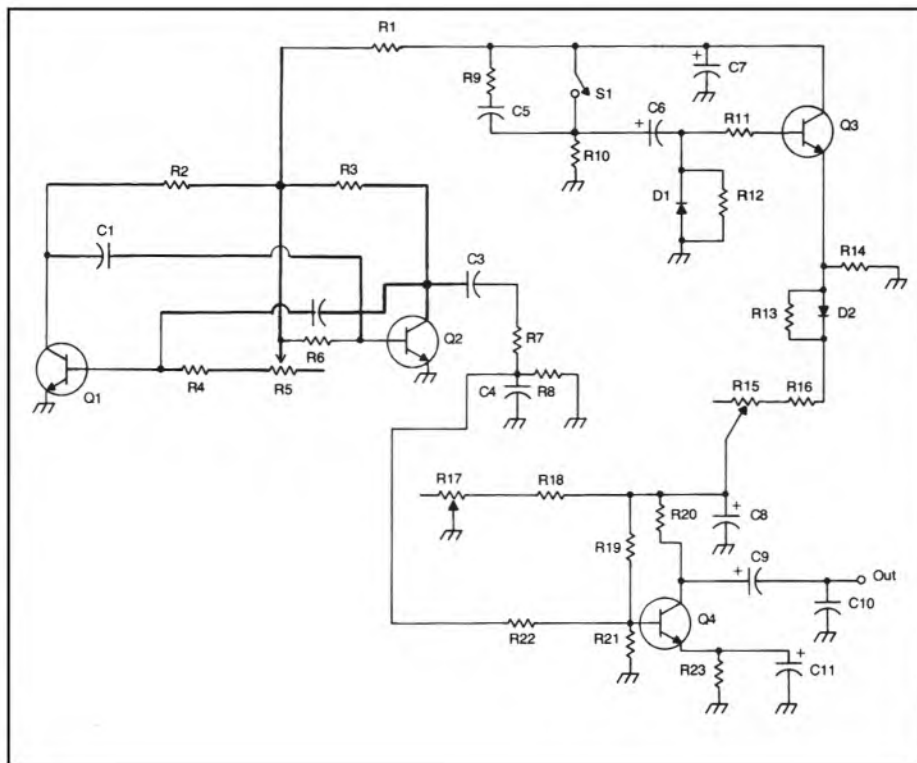 R1
R9
C5
S1
C7
C6
R11
Q3
R10
D1
R12
R2
R3
C1
C3
R14
R13
D2
R6
Q2
R7
Q1
R4
R5
C4
R8
R15
R16
R17
R18
R20
C8
R19
C9
Out
Q4
C10
R22
R21
R23
C11
+
+
+
+
+